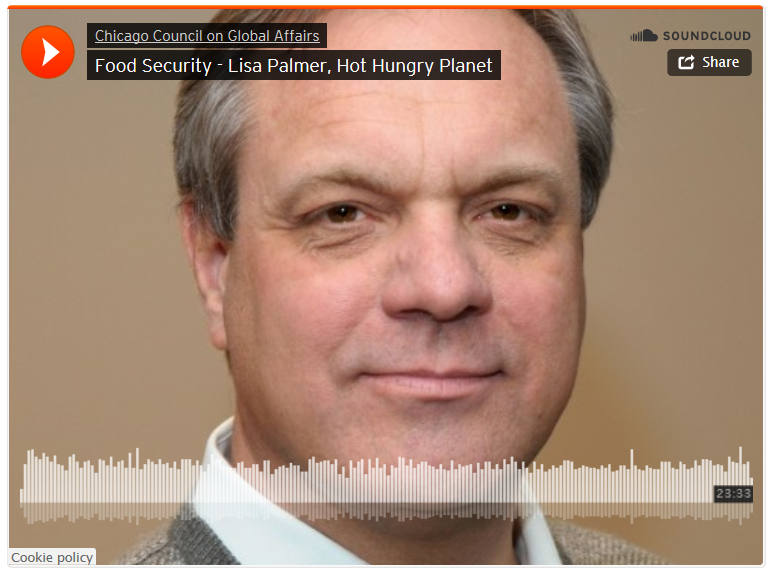 Chicago Council on Global Affairs
SOUNDCLOUD
Food Security - Lisa Palmer, Hot Hungry Planet
Share
23:33
Cookie policy